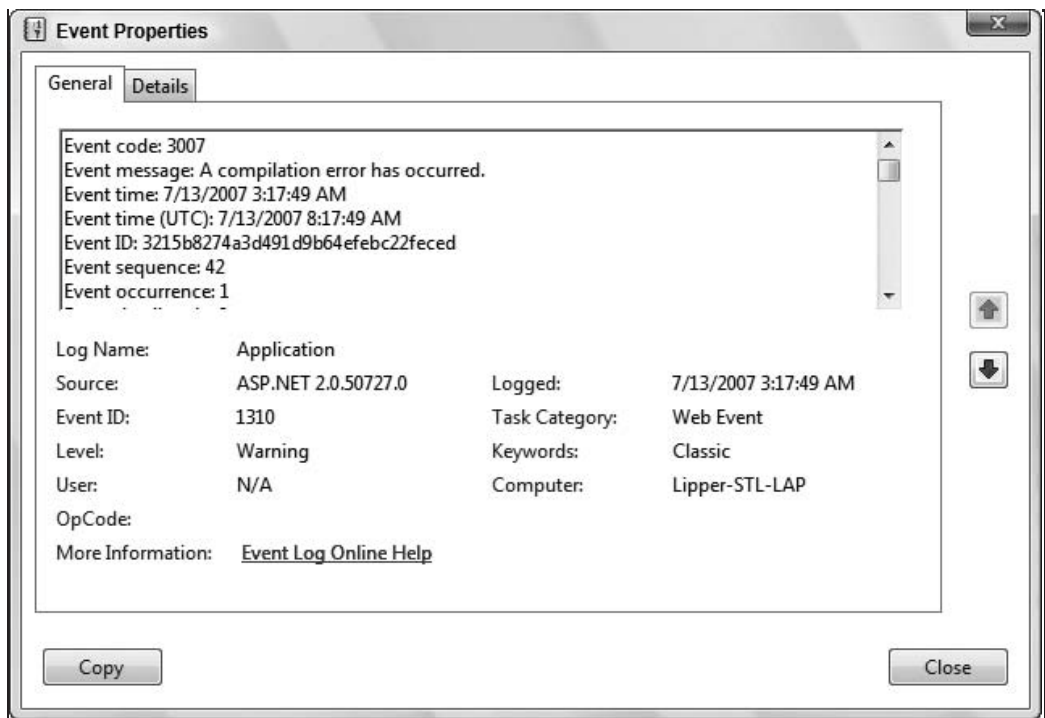 Event Properties
General Details
Event code: 3007
Event message: A compilation error has occurred.
Event time: 7/13/2007 3:17:49 AM
Event time (UTC): 7/13/2007 8:17:49 AM
Event ID: 3215b8274a3d491d9b64efebc22feced
Event sequence: 42
Event occurrence: 1
Log Name: Application
Source: ASP.NET 2.0.50727.0 Logged: 7/13/2007 3:17:49 AM
Event ID: 1310 Task Category: Web Event
Level: Warning Keywords: Classic
User: N/A Computer: Lipper-STL-LAP
OpCode:
More Information: Event Log Online Help
Copy Close